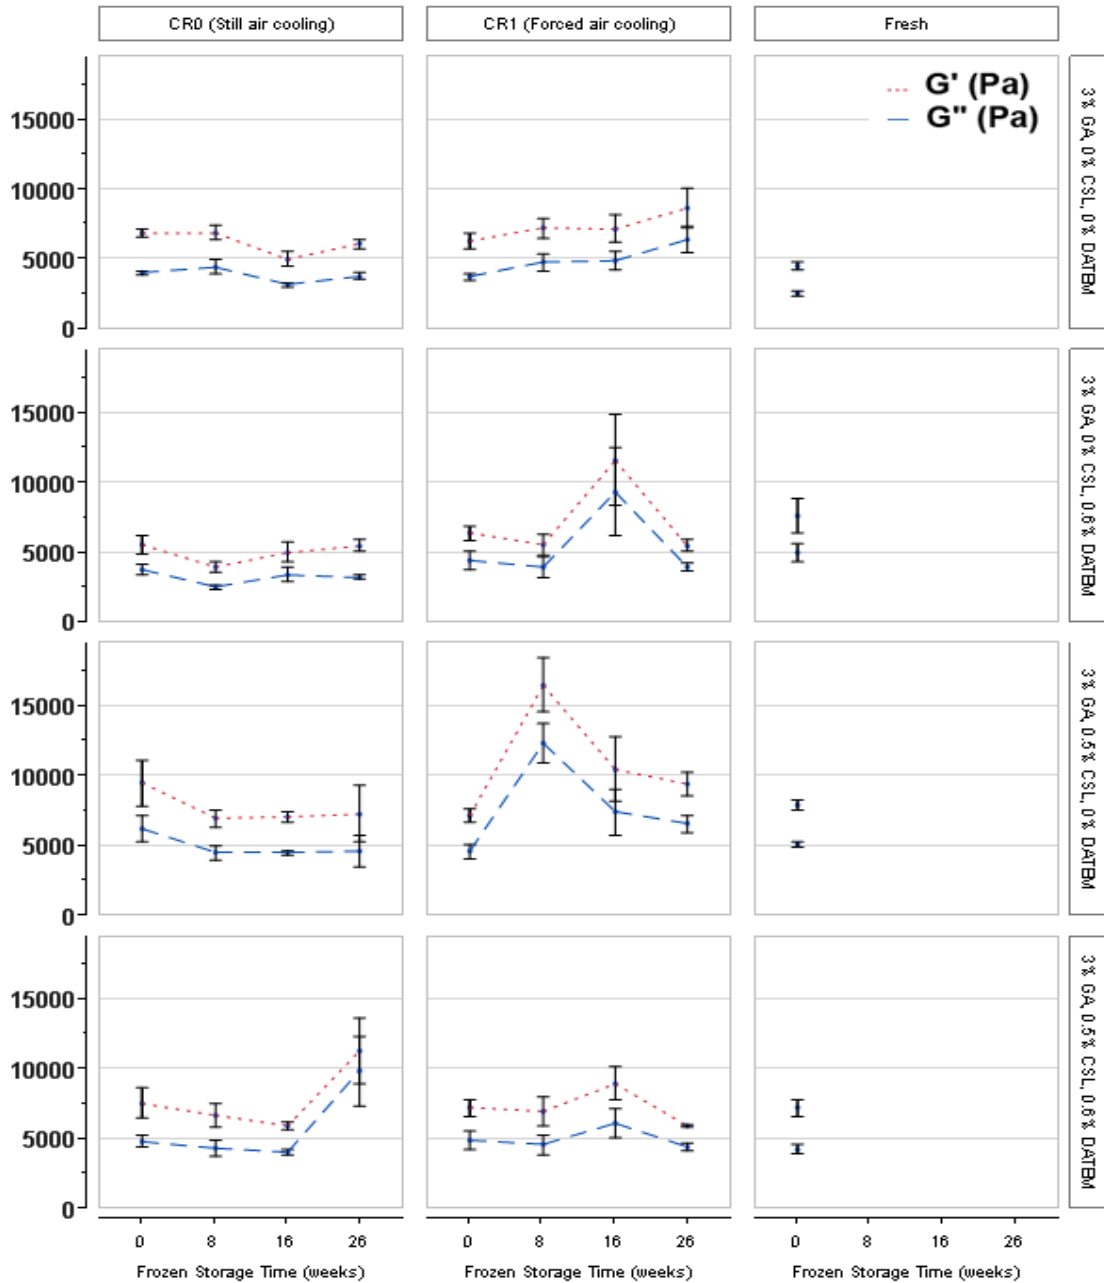 CR0 (Still air cooling)
CR1 (Forced air cooling)
Fresh
G' (Pa)
G" (Pa)
15000
10000
5000
0
3% GA, 0% CSL, 0% DATEM
15000
10000
5000
0
3% GA, 0% CSL, 0.6% DATEM
15000
10000
5000
0
3% GA, 0.5% CSL, 0% DATEM
15000
10000
5000
0
3% GA, 0.5% CSL, 0.6% DATEM
0 8 16 26
0 8 16 26
0 8 16 26
Frozen Storage Time (weeks)
Frozen Storage Time (weeks)
Frozen Storage Time (weeks)